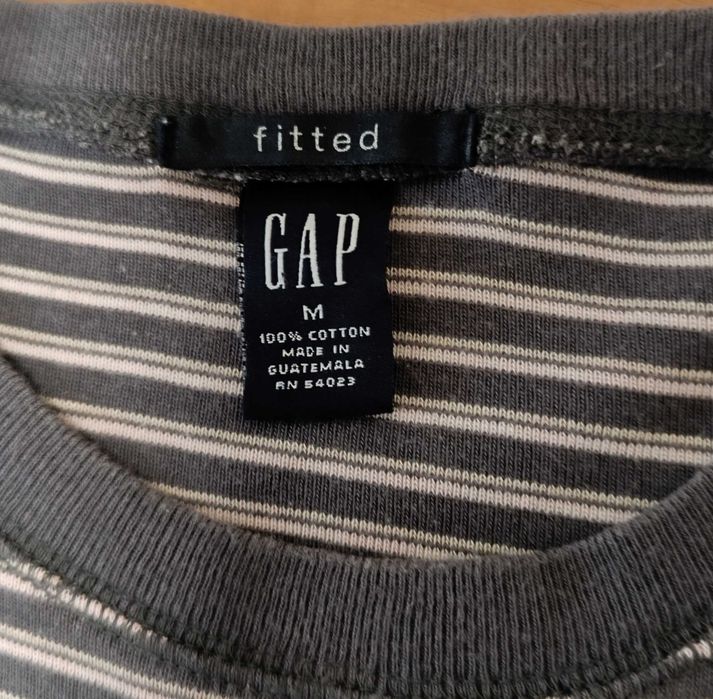 fitted
GAP
M
100% COTTON
MADE IN
GUATEMALA
RN 54023